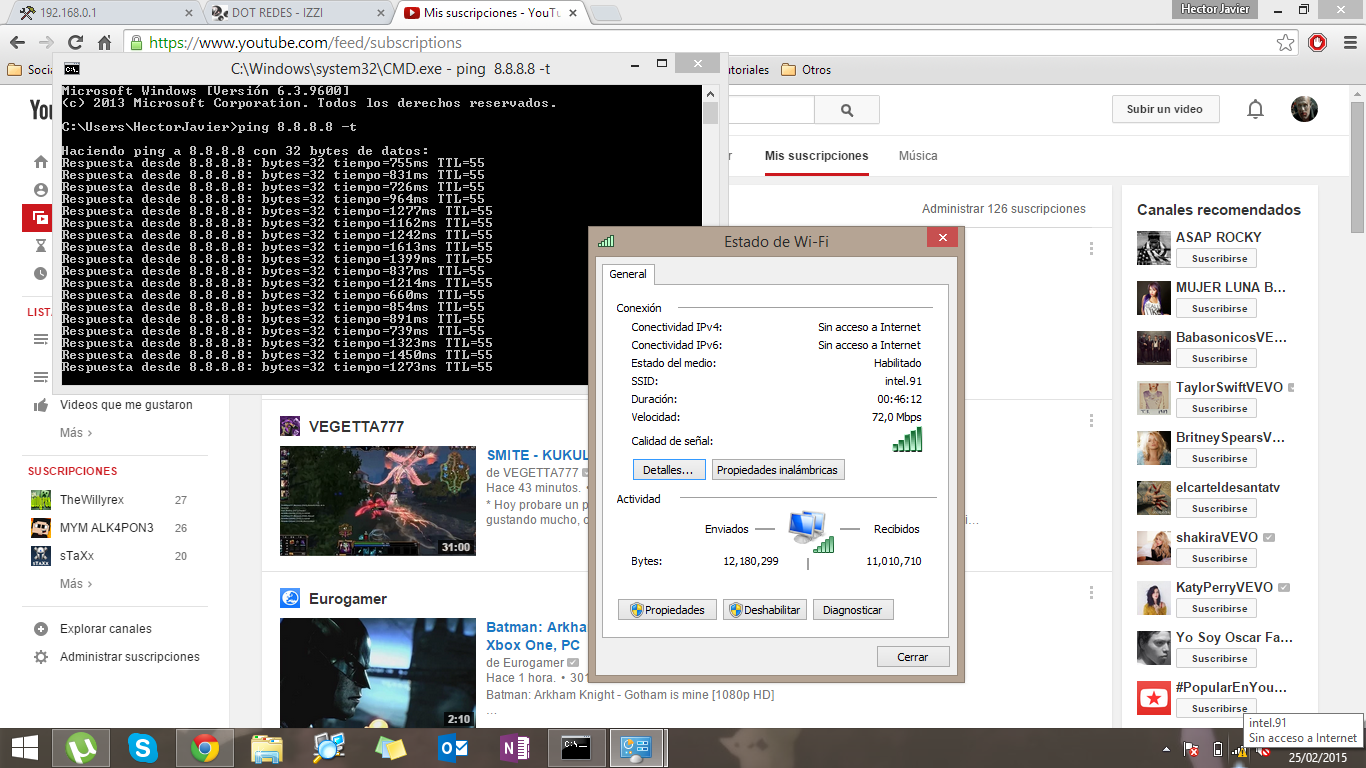 192.168.0.1
DOT REDES - IZZI
Mis suscripciones - YouTu
Hector Javier
https://www.youtube.com/feed/subscriptions
Socia
utoriales
Otros
C:\Windows\system32\CMD.exe - ping 8.8.8.8 -t
Microsoft Windows [Versión 6.3.9600]
(c) 2013 Microsoft Corporation. Todos los derechos reservados.
C:\Users\HectorJavier>ping 8.8.8.8 -t
Haciendo ping a 8.8.8.8 con 32 bytes de datos:
Respuesta desde 8.8.8.8: bytes=32 tiempo=755ms TTL=55
Respuesta desde 8.8.8.8: bytes=32 tiempo=831ms TTL=55
Respuesta desde 8.8.8.8: bytes=32 tiempo=726ms TTL=55
Respuesta desde 8.8.8.8: bytes=32 tiempo=964ms TTL=55
Respuesta desde 8.8.8.8: bytes=32 tiempo=1277ms TTL=55
Respuesta desde 8.8.8.8: bytes=32 tiempo=1162ms TTL=55
Respuesta desde 8.8.8.8: bytes=32 tiempo=1242ms TTL=55
Respuesta desde 8.8.8.8: bytes=32 tiempo=1613ms TTL=55
Respuesta desde 8.8.8.8: bytes=32 tiempo=1399ms TTL=55
Respuesta desde 8.8.8.8: bytes=32 tiempo=837ms TTL=55
Respuesta desde 8.8.8.8: bytes=32 tiempo=1214ms TTL=55
Respuesta desde 8.8.8.8: bytes=32 tiempo=660ms TTL=55
Respuesta desde 8.8.8.8: bytes=32 tiempo=854ms TTL=55
Respuesta desde 8.8.8.8: bytes=32 tiempo=891ms TTL=55
Respuesta desde 8.8.8.8: bytes=32 tiempo=739ms TTL=55
Respuesta desde 8.8.8.8: bytes=32 tiempo=1323ms TTL=55
Respuesta desde 8.8.8.8: bytes=32 tiempo=1450ms TTL=55
Respuesta desde 8.8.8.8: bytes=32 tiempo=1273ms TTL=55
You
Subir un video
r
Mis suscripciones
Música
Administrar 126 suscripciones
LISTA
Videos que me gustaron
Más ›
SUSCRIPCIONES
TheWillyrex 27
MYM ALK4PON3 26
sTaXx 20
Más ›
Explorar canales
Administrar suscripciones
VEGETTA777
SMITE - KUKUL
de VEGETTA777
Hace 43 minutos. •
* Hoy probare un p
gustando mucho, c
i…
31:00
Eurogamer
Batman: Arkha
Xbox One, PC
de Eurogamer
Hace 1 hora. • 301
Batman: Arkham Knight - Gotham is mine [1080p HD]
…
2:10
Estado de Wi-Fi
General
Conexión
Conectividad IPv4: Sin acceso a Internet
Conectividad IPv6: Sin acceso a Internet
Estado del medio: Habilitado
SSID: intel.91
Duración: 00:46:12
Velocidad: 72,0 Mbps
Calidad de señal:
Detalles...
Propiedades inalámbricas
Actividad
Enviados — — Recibidos
Bytes: 12,180,299 | 11,010,710
Propiedades
Deshabilitar
Diagnosticar
Cerrar
Canales recomendados
ASAP ROCKY
Suscribirse
MUJER LUNA B...
Suscribirse
BabasonicosVE...
Suscribirse
TaylorSwiftVEVO
Suscribirse
BritneySpearsV...
Suscribirse
elcarteldesantatv
Suscribirse
shakiraVEVO
Suscribirse
KatyPerryVEVO
Suscribirse
Yo Soy Oscar Fa...
Suscribirse
#PopularEnYou...
Suscribirse
intel.91
Sin acceso a Internet
25/02/2015